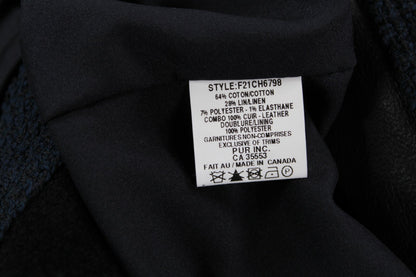 STYLE:F21CH6798
64% COTON/COTTON
28% LIN/LINEN
7% POLYESTER - 1% ELASTHANE
COMBO 100% CUIR - LEATHER
DOUBLURE/LINING
100% POLYESTER
GARNITURES/NON-COMPRISES
EXCLUSIVE OF TRIMS
PUR INC.
CA 35553
FAIT AU / MADE IN CANADA
P